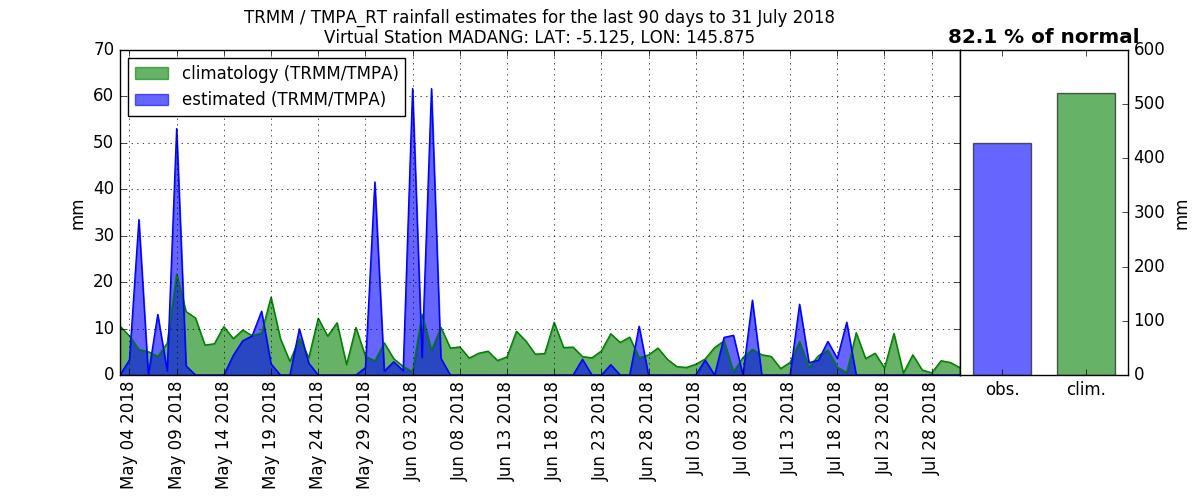 TRMM / TMPA_RT rainfall estimates for the last 90 days to 31 July 2018
Virtual Station MADANG: LAT: -5.125, LON: 145.875
82.1 % of normal
climatology (TRMM/TMPA)
estimated (TRMM/TMPA)
mm
70
60
50
40
30
20
10
0
May 04 2018
May 09 2018
May 14 2018
May 19 2018
May 24 2018
May 29 2018
Jun 03 2018
Jun 08 2018
Jun 13 2018
Jun 18 2018
Jun 23 2018
Jun 28 2018
Jul 03 2018
Jul 08 2018
Jul 13 2018
Jul 18 2018
Jul 23 2018
Jul 28 2018
obs.
clim.
600
500
400
300
200
100
0
mm